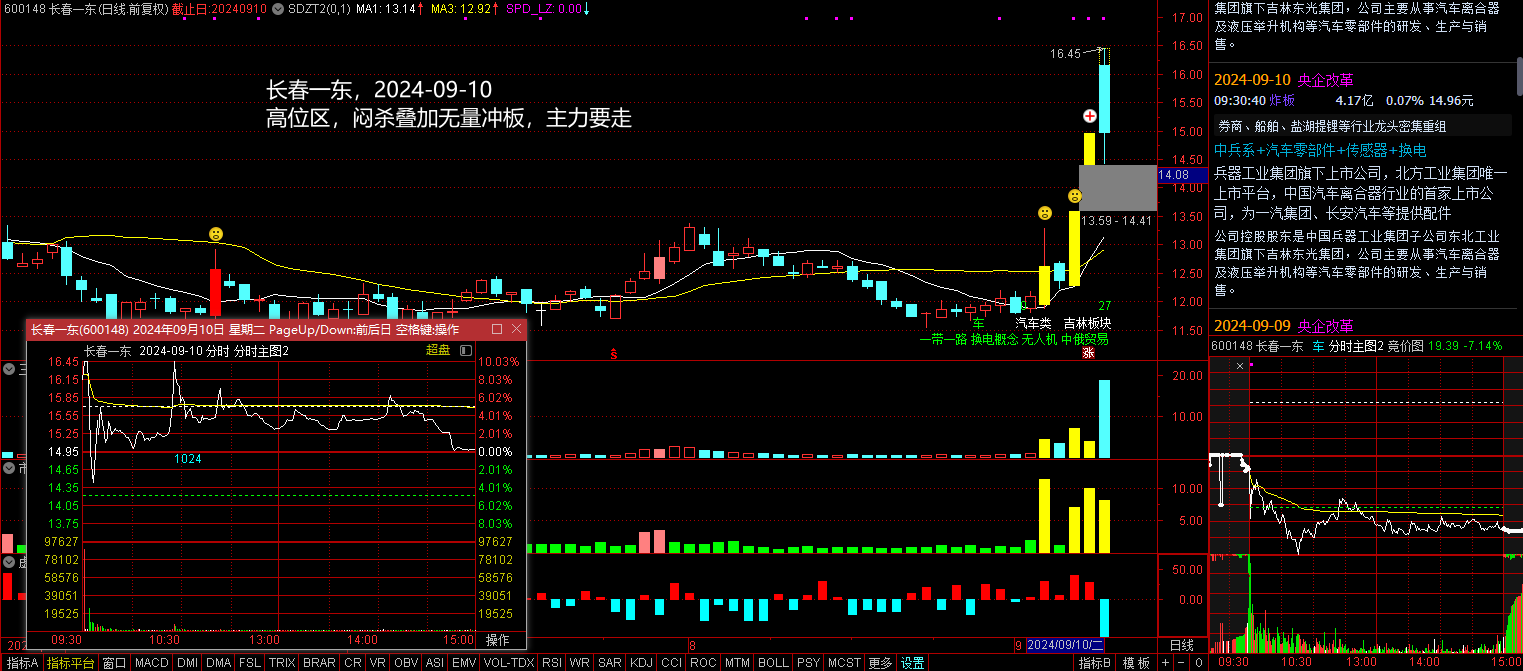 600148 长春一东(日线.前复权) 截止日:20240910 SDZT2(0,1) MA1: 13.14↑ MA3: 12.92↑ SPD_LZ: 0.00↓
16.45
长春一东，2024-09-10
高位区，闷杀叠加无量冲板，主力要走
13.59 - 14.41
27
车 汽车类 吉林板块
一带一路 换电概念 无人机 中俄贸易
涨
17.00
16.50
16.00
15.50
15.00
14.50
14.08
14.00
13.50
13.00
12.50
12.00
11.50
20.00
10.00
10.00
5.00
50.00
0.00
长春一东(600148) 2024年09月10日 星期二 PageUp/Down:前后日 空格键:操作
长春一东 2024-09-10 分时 分时主图2 超盘
16.45 10.03%
16.15 8.03%
15.85 6.02%
15.55 4.01%
15.25 2.01%
14.95 0.00%
1024
14.65 2.01%
14.35 4.01%
14.05 6.02%
13.75 8.03%
97627 97627
78102 78102
58576 58576
39051 39051
19525 19525
09:30 10:30 13:00 14:00 15:00 操作
8 9 2024/09/10/二 日线
指标A 指标平台 窗口 MACD DMI DMA FSL TRIX BRAR CR VR OBV ASI EMV VOL-TDX RSI WR SAR KDJ CCI ROC MTM BOLL PSY MCST 更多 设置 指标B 模板 + - O
集团旗下吉林东光集团，公司主要从事汽车离合器
及液压举升机构等汽车零部件的研发、生产与销
售。
2024-09-10 央企改革
09:30:40 炸板 4.17亿 0.07% 14.96元
券商、船舶、盐湖提锂等行业龙头密集重组
中兵系+汽车零部件+传感器+换电
兵器工业集团旗下上市公司，北方工业集团唯一
上市平台，中国汽车离合器行业的首家上市公
司，为一汽集团、长安汽车等提供配件
公司控股股东是中国兵器工业集团子公司东北工业
集团旗下吉林东光集团，公司主要从事汽车离合器
及液压举升机构等汽车零部件的研发、生产与销
售。
2024-09-09 央企改革
600148 长春一东 车 分时主图2 竞价图 19.39 -7.14%
09:30 10:30 13:00 14:00 15:00